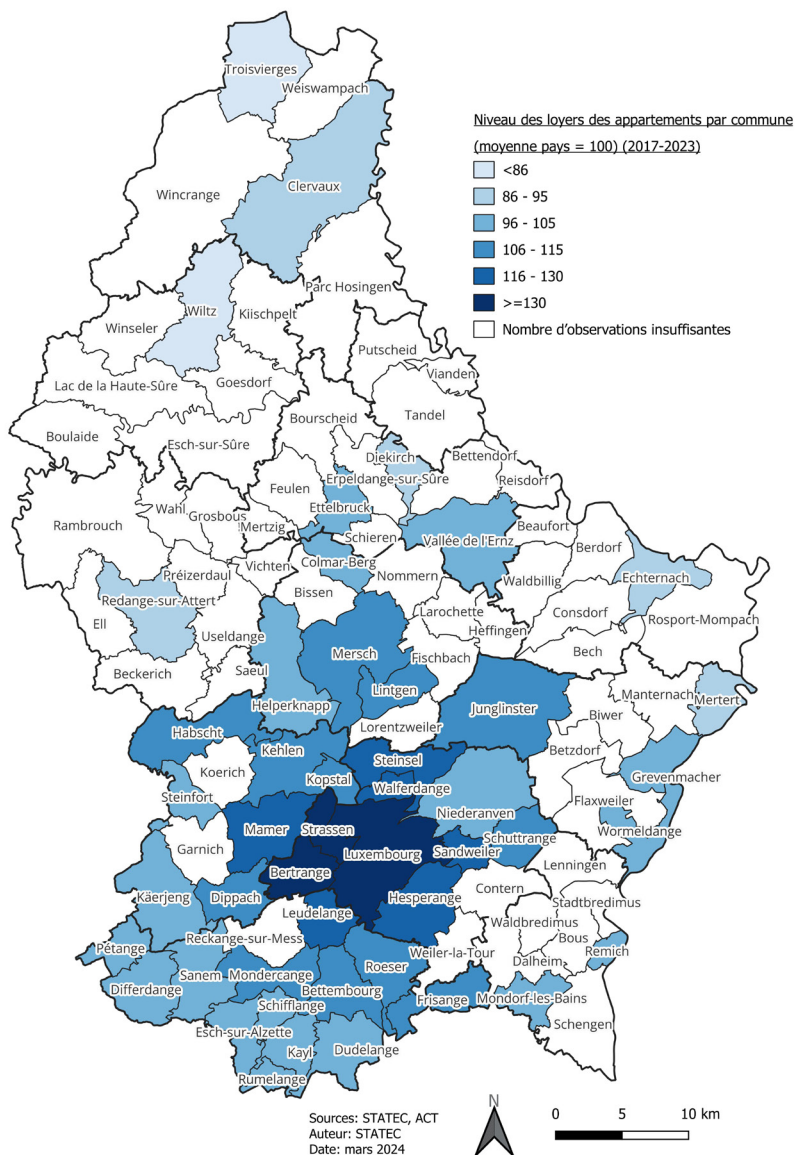 Troisvierges
Weiswampach
Niveau des loyers des appartements par commune
(moyenne pays = 100) (2017-2023)
<86
86 - 95
96 - 105
106 - 115
116 - 130
>=130
Nombre d'observations insuffisantes
Clervaux
Wincrange
Parc Hosingen
Wiltz
Kiischpelt
Winseler
Putscheid
Vianden
Lac de la Haute-Sûre
Goesdorf
Tandel
Bourscheid
Boulaide
Esch-sur-Sûre
Diekirch
Bettendorf
Erpeldange-sur-Sûre
Reisdorf
Feulen
Ettelbruck
Wahl
Grosbous
Rambrouch
Mertzig
Beaufort
Schieren
Vallée de l'Ernz
Berdorf
Vichten
Colmar-Berg
Préizerdaul
Nommern
Waldbillig
Echternach
Bissen
Redange-sur-Attert
Larochette
Consdorf
Rosport-Mompach
Ell
Useldange
Heffingen
Mersch
Fischbach
Bech
Saeul
Beckerich
Lintgen
Manternach
Mertert
Helperknapp
Junglinster
Biwer
Lorentzweiler
Habscht
Betzdorf
Kehlen
Steinsel
Koerich
Kopstal
Grevenmacher
Steinfort
Walferdange
Flaxweiler
Niederanven
Mamer
Strassen
Wormeldange
Schuttrange
Garnich
Luxembourg
Sandweiler
Lenningen
Bertrange
Käerjeng
Dippach
Hesperange
Contern
Stadtbredimus
Leudelange
Waldbredimus
Reckange-sur-Mess
Bous
Pétange
Weiler-la-Tour
Remich
Dalheim
Sanem
Mondercange
Roeser
Differdange
Bettembourg
Frisange
Mondorf-les-Bains
Schifflange
Schengen
Esch-sur-Alzette
Kayl
Dudelange
Rumelange
N
Sources: STATEC, ACT
Auteur: STATEC
Date: mars 2024
0 5 10 km